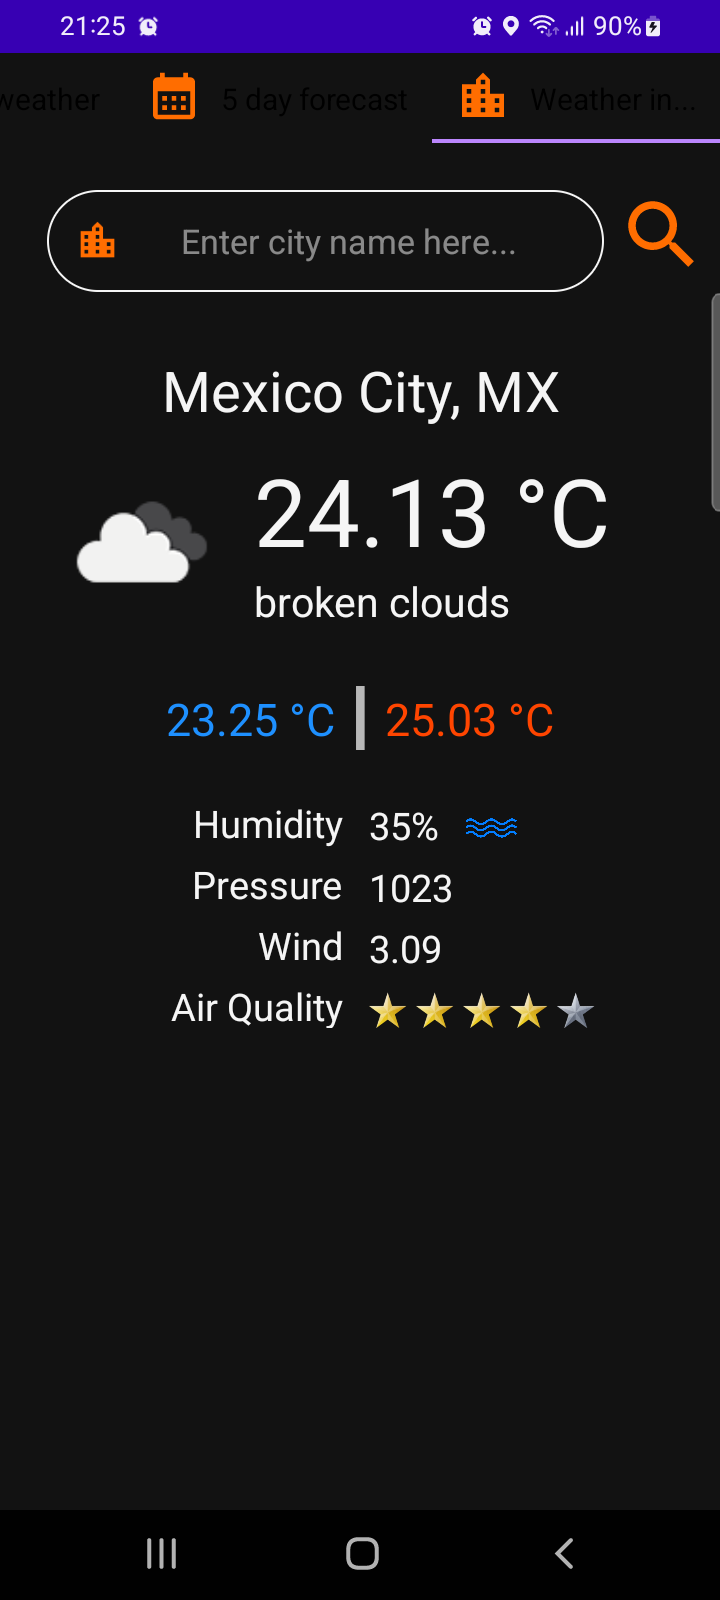 21:25 90%
weather 5 day forecast Weather in...
Enter city name here...
Mexico City, MX
24.13 °C
broken clouds
23.25 °C 25.03 °C
Humidity 35%
Pressure 1023
Wind 3.09
Air Quality